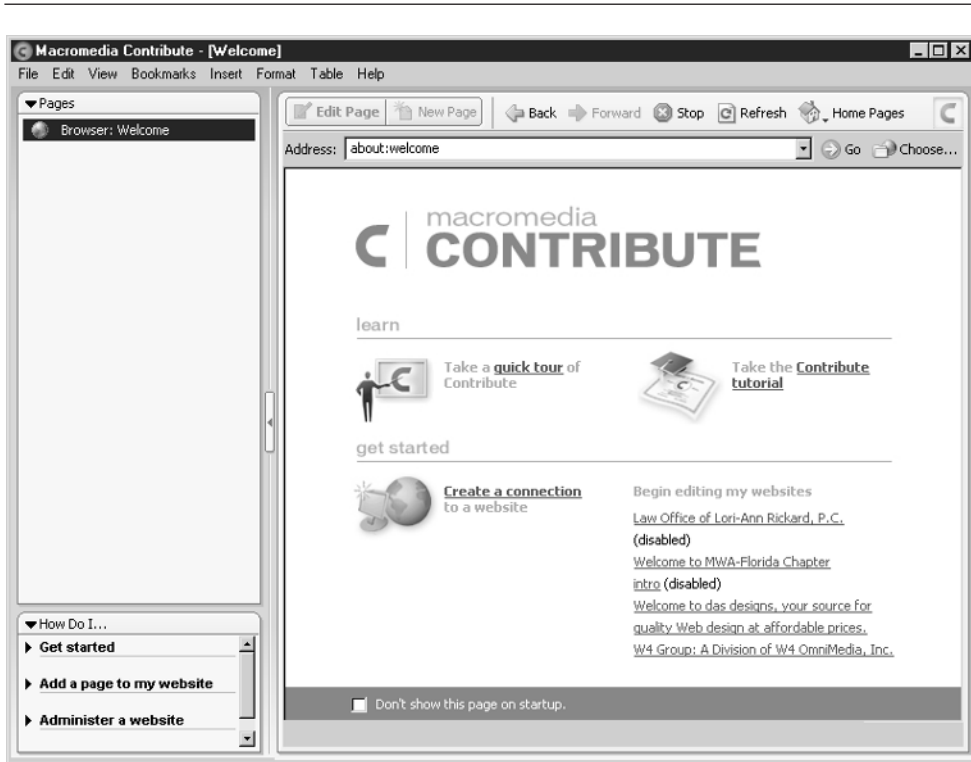 Macromedia Contribute - [Welcome]
File Edit View Bookmarks Insert Format Table Help
Pages
Browser: Welcome
Edit Page New Page Back Forward Stop Refresh Home Pages
Address: about:welcome Go Choose...
macromedia
CONTRIBUTE
learn
Take a quick tour of
Contribute
Take the Contribute
tutorial
get started
Create a connection
to a website
Begin editing my websites
Law Office of Lori-Ann Rickard, P.C.
(disabled)
Welcome to MWA-Florida Chapter
intro (disabled)
Welcome to das designs, your source for
quality Web design at affordable prices.
W4 Group: A Division of W4 OmniMedia, Inc.
Don't show this page on startup.
How Do I...
Get started
Add a page to my website
Administer a website